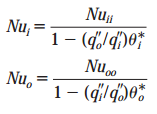 Nu_i = Nu_ii / (1 − (q″_o/q″_i)θ*_i)
Nu_o = Nu_oo / (1 − (q″_i/q″_o)θ*_o)